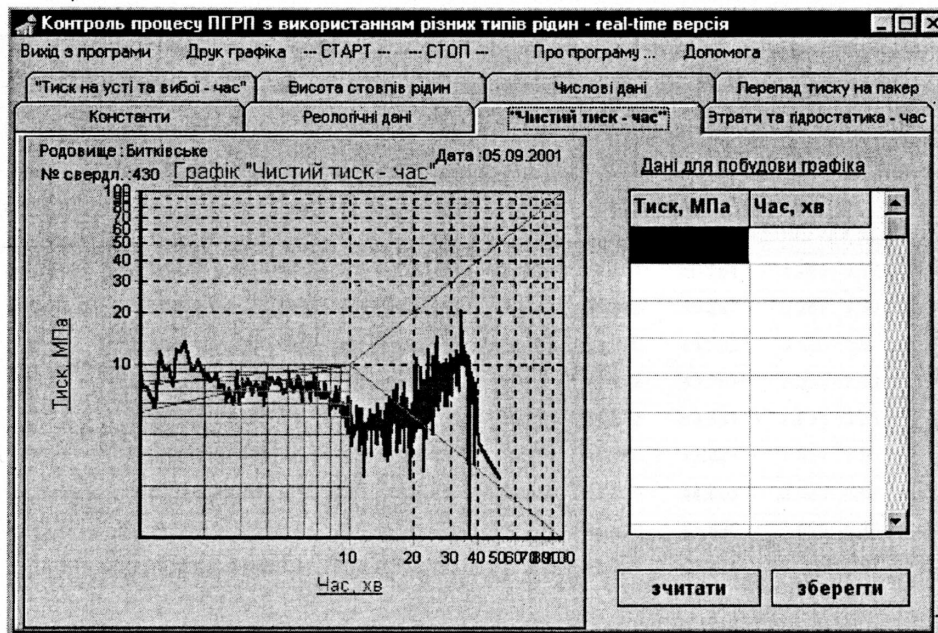 Контроль процесу ПГРП з використанням різних типів рідин - real-time версія
Вихід з програми Друк графіка -- СТАРТ -- -- СТОП -- Про програму ... Допомога
"Тиск на усті та вибої - час" Висота стовпів рідин Числові дані Перепад тиску на пакер
Константи Реологічні дані "Чистий тиск - час" Втрати та гідростатика - час
Родовище :Битківське Дата :05.09.2001
№ свердл. :430 Графік "Чистий тиск - час"
Дані для побудови графіка
Тиск, МПа Час, хв
100
50
40
30
20
10
Тиск, МПа
10 20 30 40 50 60 70 80 90 100
Час, хв
зчитати зберегти